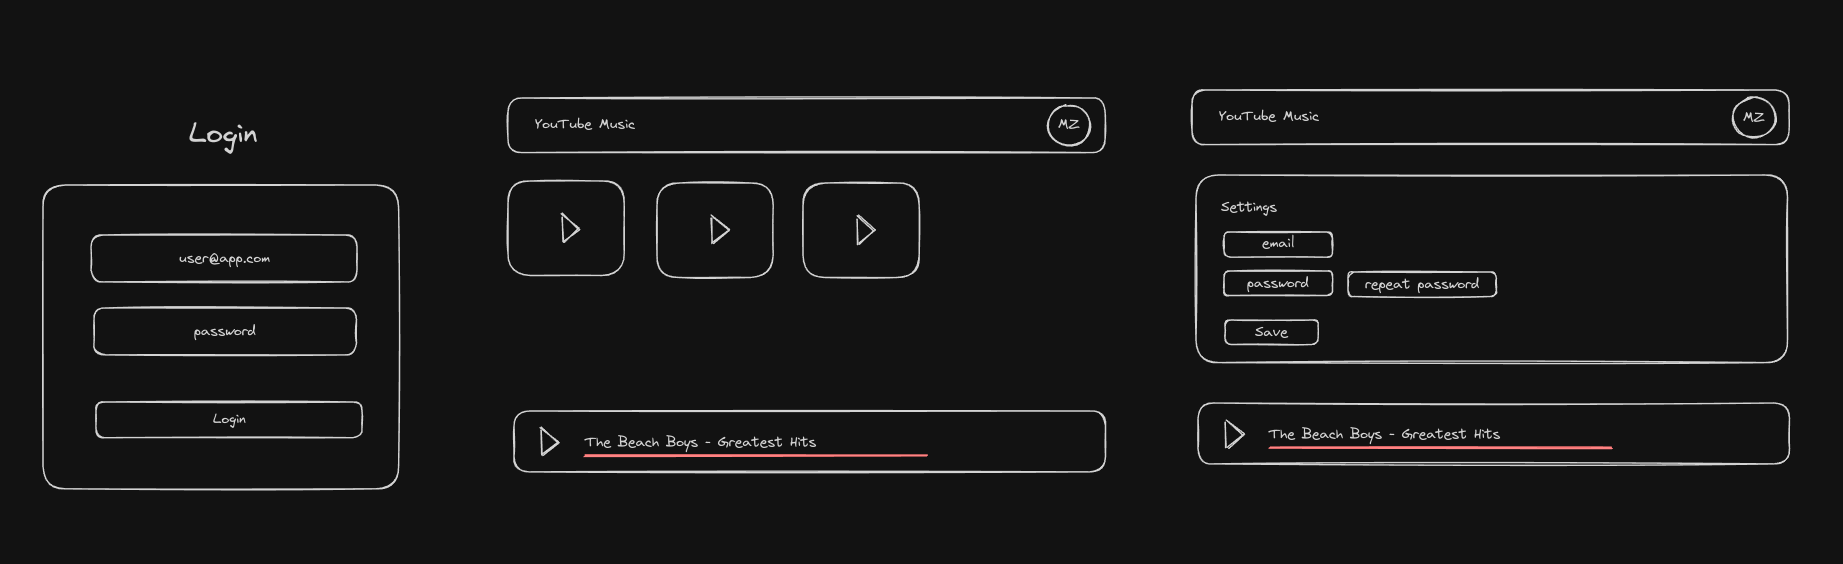 Login
user@app.com
password
Login
YouTube Music
MZ
The Beach Boys - Greatest Hits
YouTube Music
MZ
Settings
email
password
repeat password
Save
The Beach Boys - Greatest Hits